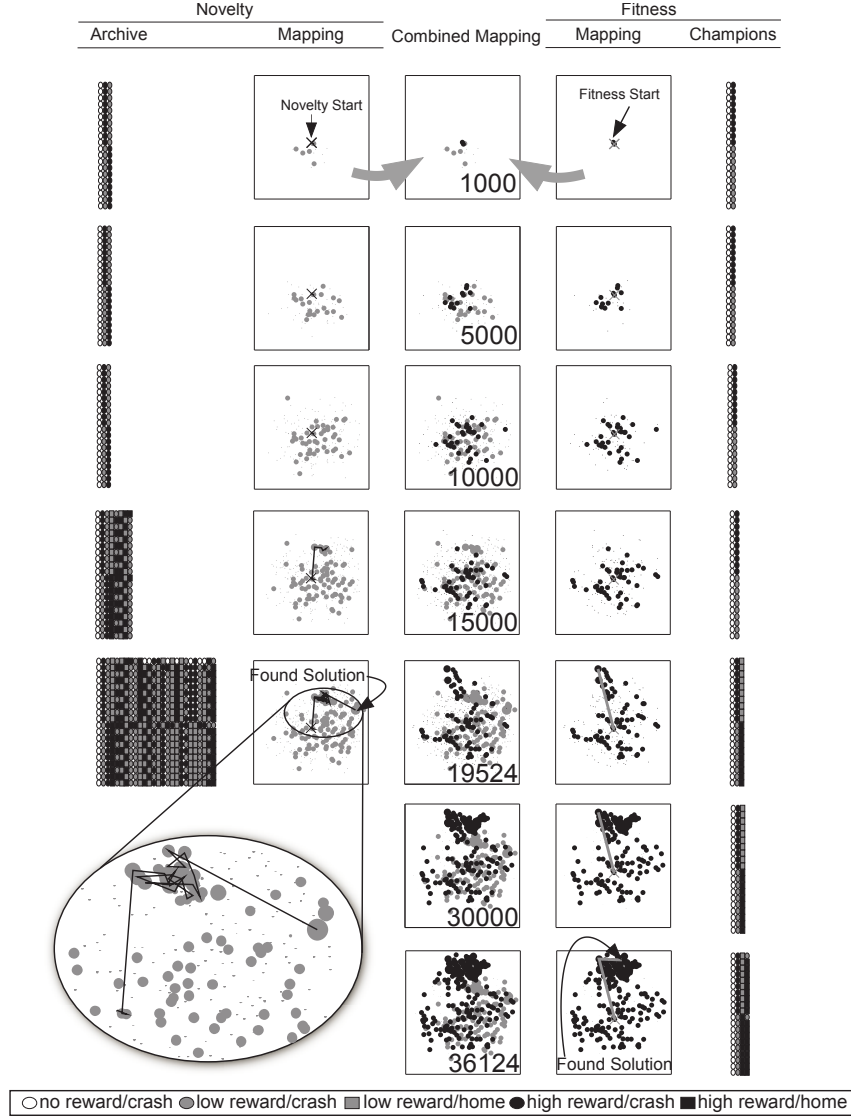 Novelty Fitness
Archive Mapping Combined Mapping Mapping Champions
Novelty Start
Fitness Start
1000
5000
10000
15000
Found Solution
19524
30000
36124
Found Solution
no reward/crash low reward/crash low reward/home high reward/crash high reward/home